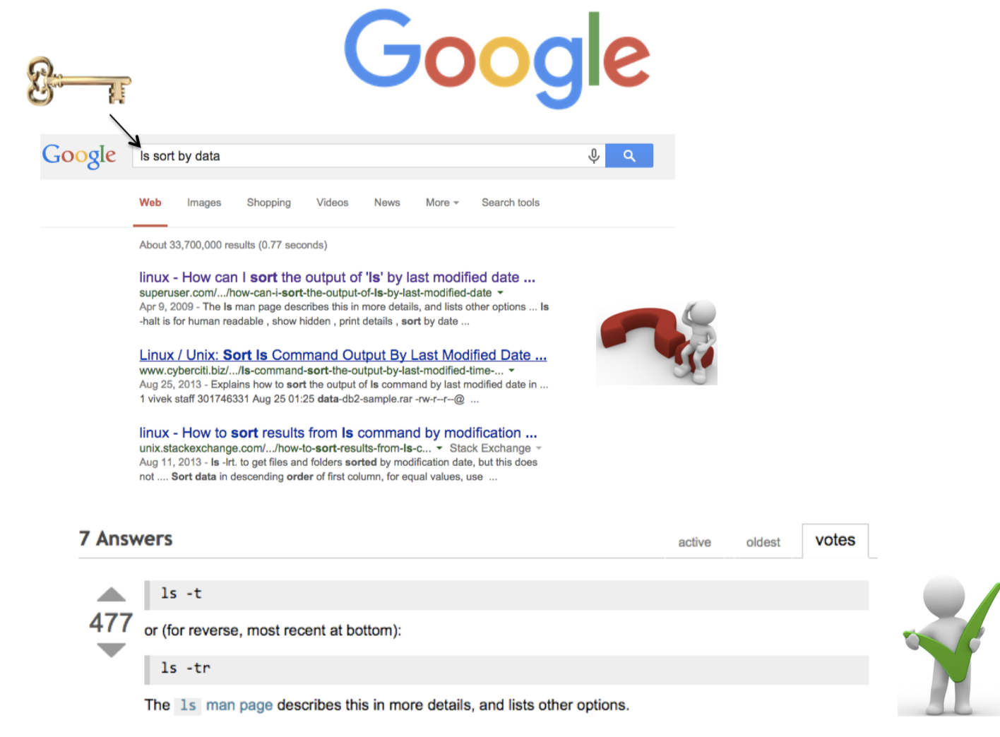 Google
Google
ls sort by data
Web Images Shopping Videos News More Search tools
About 33,700,000 results (0.77 seconds)
linux - How can I sort the output of 'ls' by last modified date ...
superuser.com/.../how-can-i-sort-the-output-of-ls-by-last-modified-date
Apr 9, 2009 - The ls man page describes this in more details, and lists other options ... ls
-halt is for human readable , show hidden , print details , sort by date ...
Linux / Unix: Sort ls Command Output By Last Modified Date ...
www.cyberciti.biz/.../ls-command-sort-the-output-by-last-modified-time-...
Aug 25, 2013 - Explains how to sort the output of ls command by last modified date in ...
1 vivek staff 301746331 Aug 25 01:25 data-db2-sample.rar -rw-r--r--@ ...
linux - How to sort results from ls command by modification ...
unix.stackexchange.com/.../how-to-sort-results-from-ls-c... Stack Exchange
Aug 11, 2013 - ls -lrt. to get files and folders sorted by modification date, but this does
not .... Sort data in descending order of first column, for equal values, use ...
7 Answers
active oldest votes
ls -t
477
or (for reverse, most recent at bottom):
ls -tr
The ls man page describes this in more details, and lists other options.